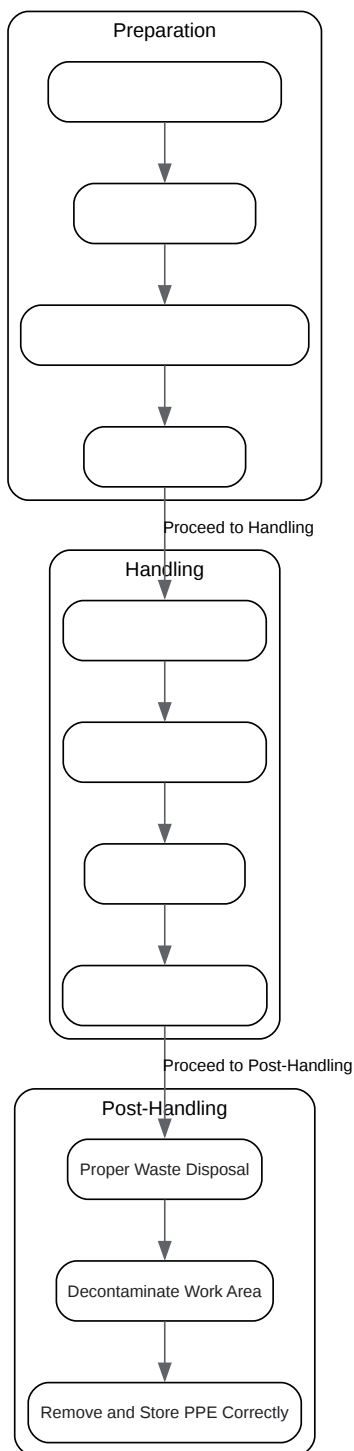 Preparation
Proceed to Handling
Handling
Proceed to Post-Handling
Post-Handling
Proper Waste Disposal
Decontaminate Work Area
Remove and Store PPE Correctly